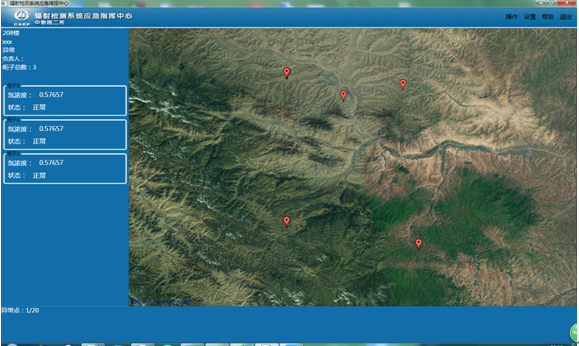 辐射检测系统应急指挥中心
CAEP
辐射检测系统应急指挥中心
中物院二所
操作 设置 帮助 退出
208楼
xxx
异常
负责人：
柜子总数：3
氚浓度： 0.57657
状态： 正常
氚浓度： 0.57657
状态： 正常
氚浓度： 0.57657
状态： 正常
异常点：1/20